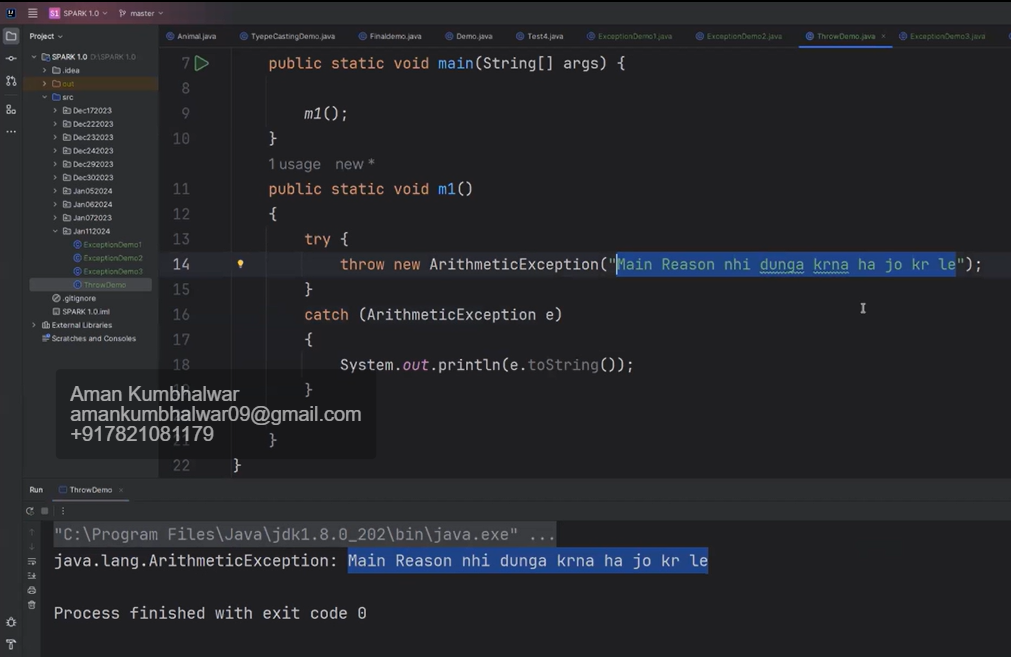 SPARK 1.0
master
Project
Animal.java
TyepeCastingDemo.java
Finaldemo.java
Demo.java
Test4.java
ExceptionDemo1.java
ExceptionDemo2.java
ThrowDemo.java ×
ExceptionDemo3.java
SPARK 1.0 D:\SPARK 1.0
.idea
out
src
Dec172023
Dec222023
Dec232023
Dec242023
Dec292023
Dec302023
Jan052024
Jan062024
Jan072023
Jan112024
ExceptionDemo1
ExceptionDemo2
ExceptionDemo3
ThrowDemo
.gitignore
SPARK 1.0.iml
External Libraries
Scratches and Consoles
7 public static void main(String[] args) {
8
9 m1();
10 }
1 usage new *
11 public static void m1()
12 {
13 try {
14 throw new ArithmeticException("Main Reason nhi dunga krna ha jo kr le");
15 }
16 catch (ArithmeticException e)
17 {
18 System.out.println(e.toString());
}
}
22 }
Aman Kumbhalwar
amankumbhalwar09@gmail.com
+917821081179
Run ThrowDemo ×
"C:\Program Files\Java\jdk1.8.0_202\bin\java.exe" ...
java.lang.ArithmeticException: Main Reason nhi dunga krna ha jo kr le
Process finished with exit code 0